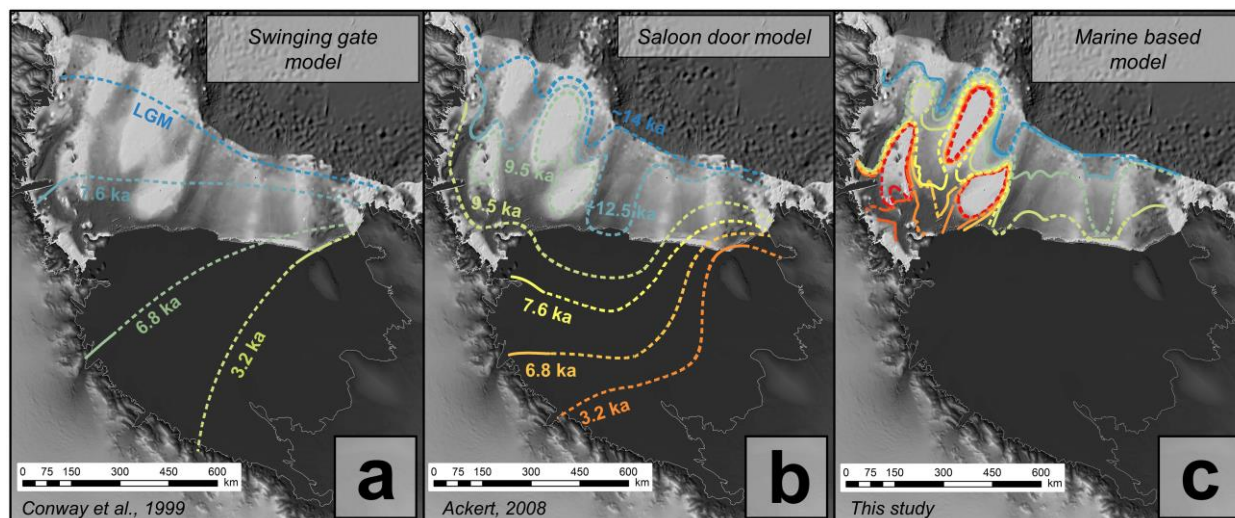 Swinging gate
model
LGM
7.6 ka
6.8 ka
3.2 ka
0 75 150 300 450 600
km
Conway et al., 1999
a
Saloon door model
~14 ka
9.5 ka
~12.5 ka
9.5 ka
7.6 ka
6.8 ka
3.2 ka
0 75 150 300 450 600
km
Ackert, 2008
b
Marine based
model
0 75 150 300 450 600
km
This study
c